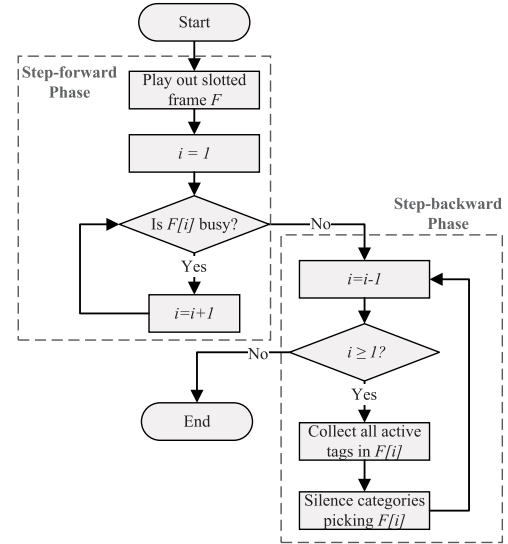 Start
Step-forward
Phase
Play out slotted
frame F
i = 1
Is F[i] busy?
No
Yes
i=i+1
Step-backward
Phase
i=i-1
i ≥ 1?
No
Yes
End
Collect all active
tags in F[i]
Silence categories
picking F[i]